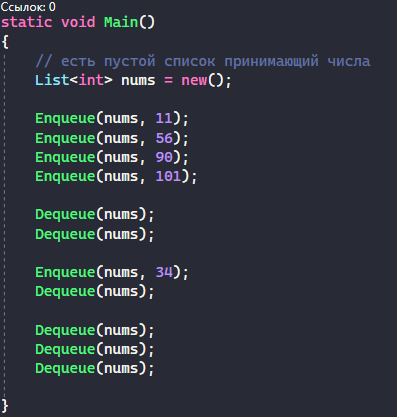 Ссылок: 0
static void Main()
{
// есть пустой список принимающий числа
List<int> nums = new();
Enqueue(nums, 11);
Enqueue(nums, 56);
Enqueue(nums, 90);
Enqueue(nums, 101);
Dequeue(nums);
Dequeue(nums);
Enqueue(nums, 34);
Dequeue(nums);
Dequeue(nums);
Dequeue(nums);
Dequeue(nums);
}